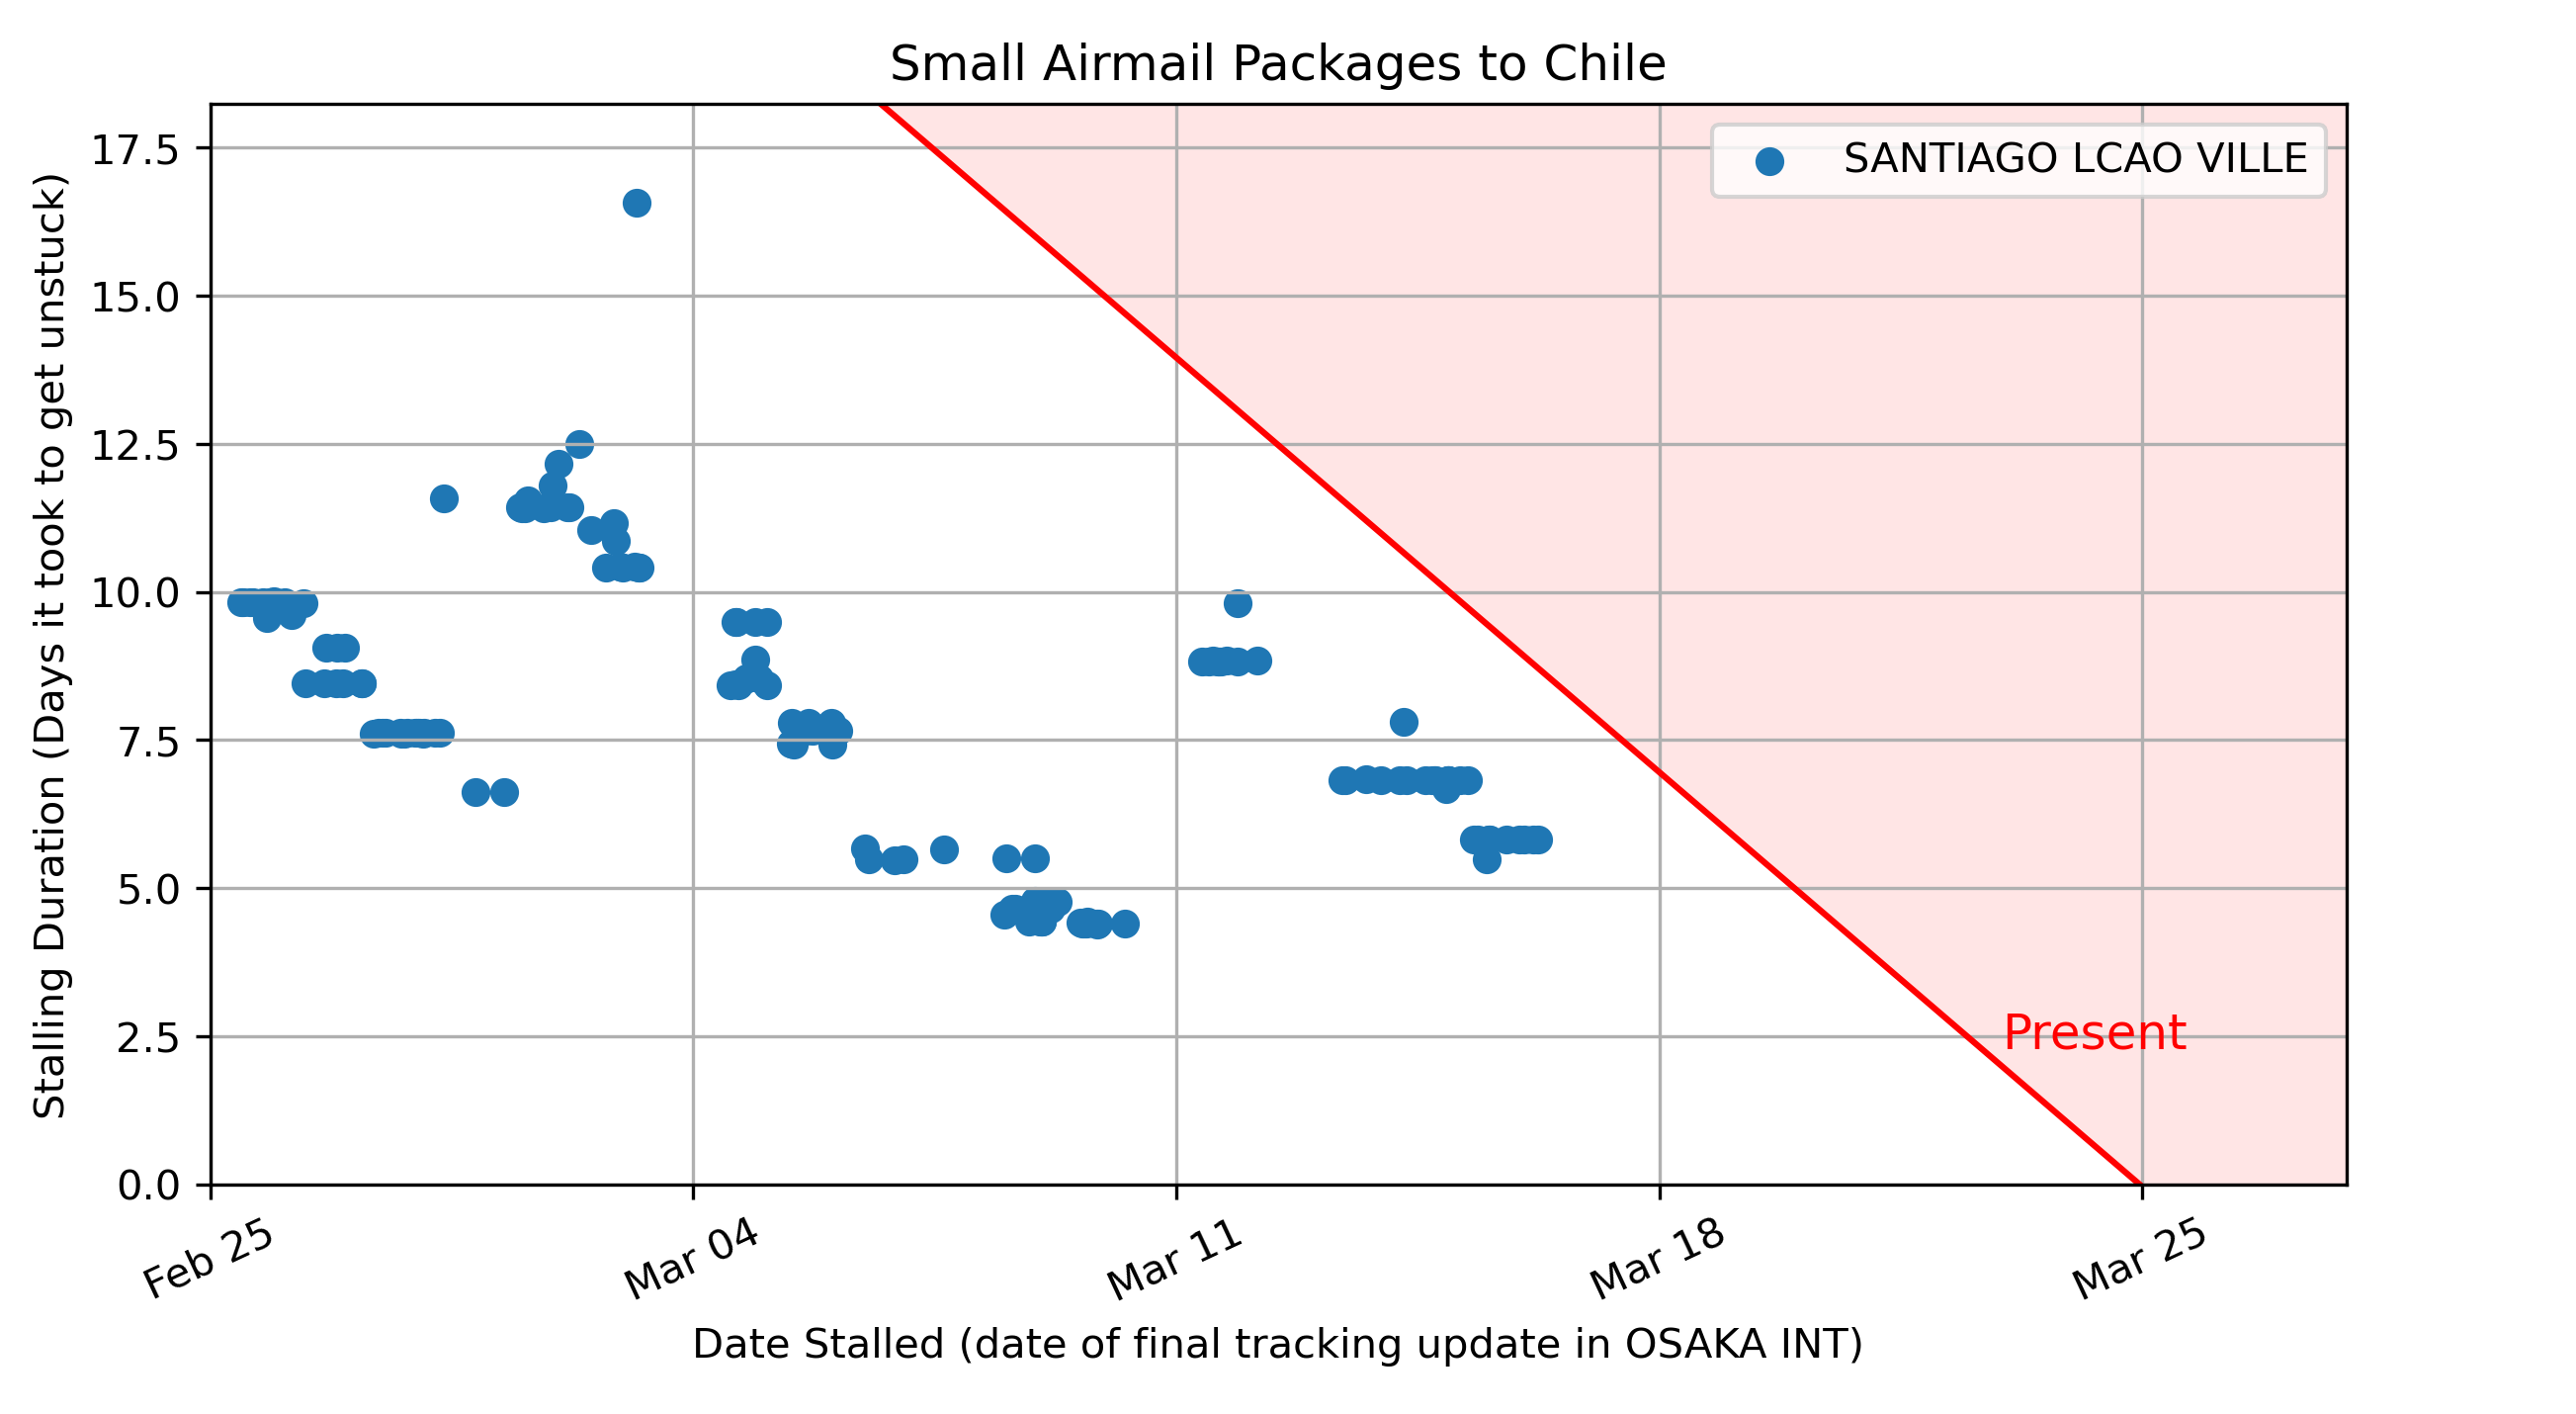 Small Airmail Packages to Chile
SANTIAGO LCAO VILLE
Stalling Duration (Days it took to get unstuck)
17.5
15.0
12.5
10.0
7.5
5.0
2.5
0.0
Present
Feb 25
Mar 04
Mar 11
Mar 18
Mar 25
Date Stalled (date of final tracking update in OSAKA INT)